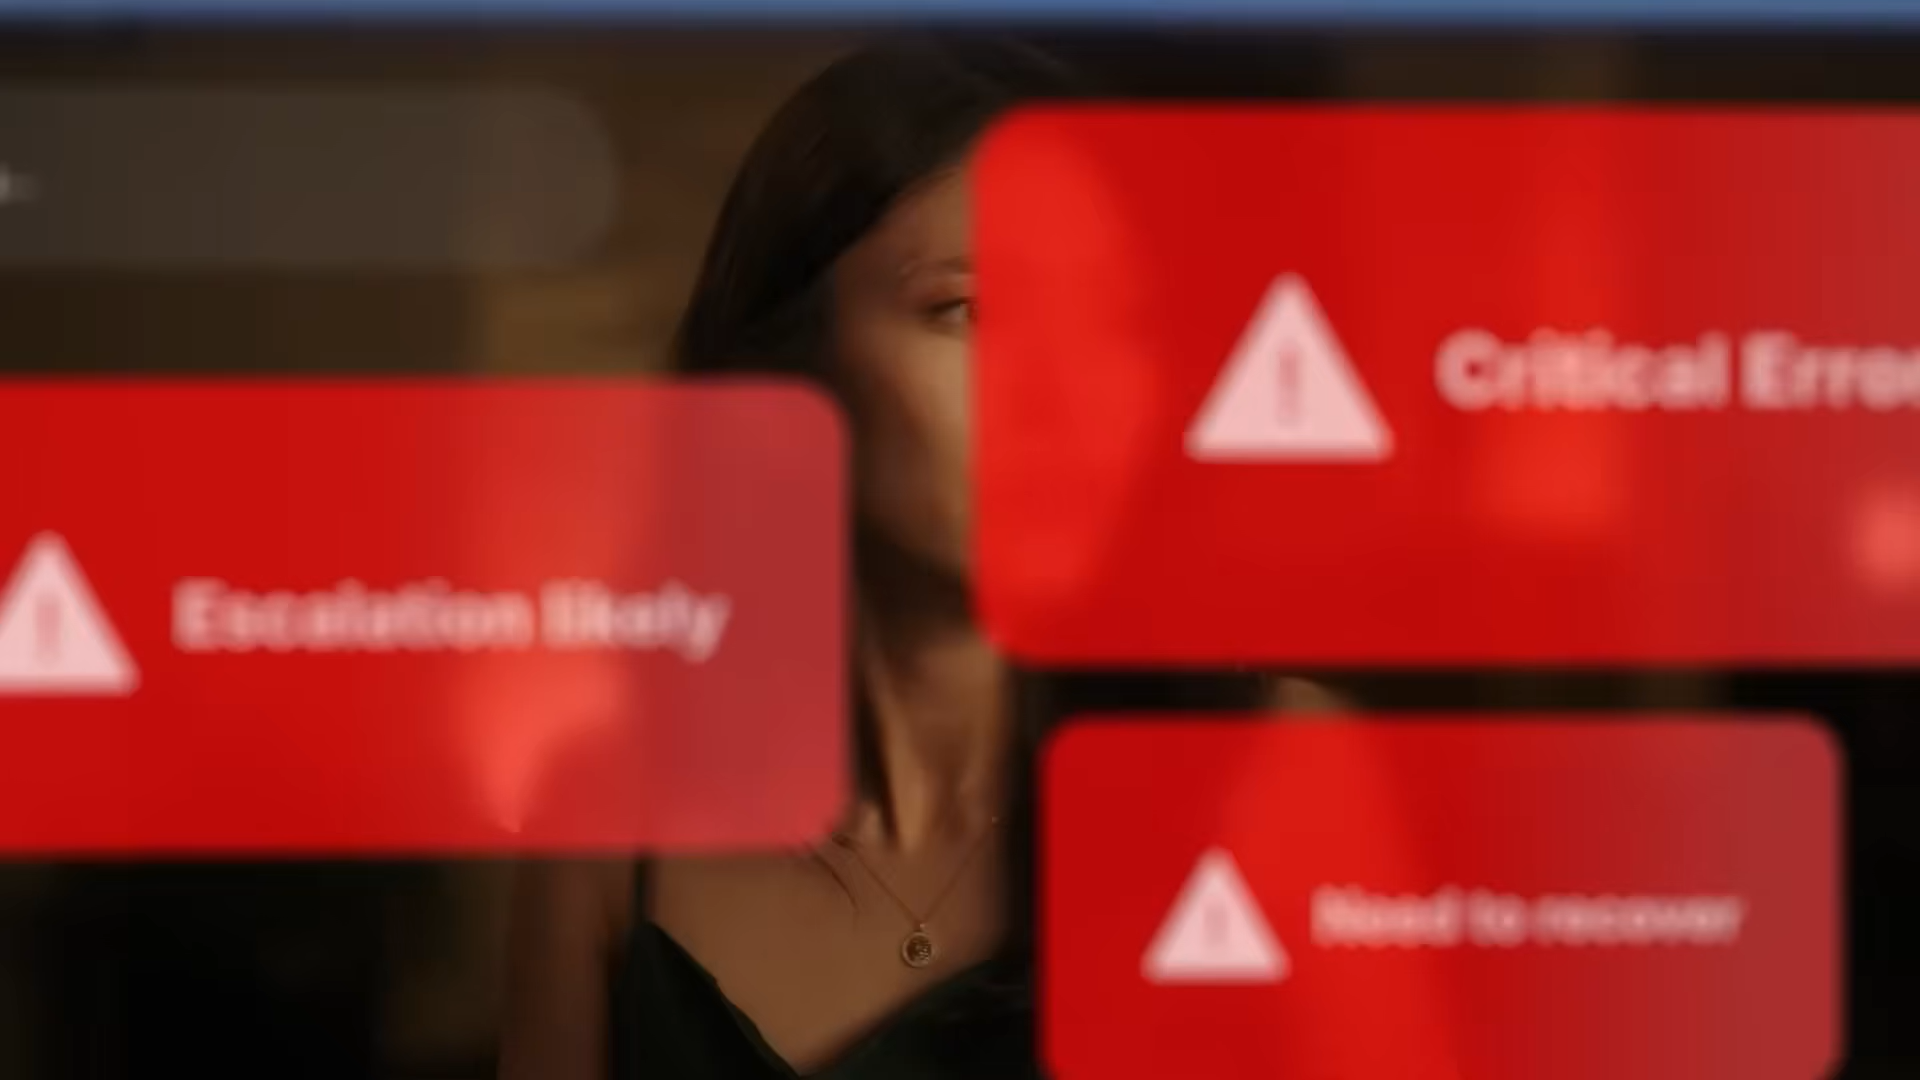 Critical Error
Escalation likely
Need to recover